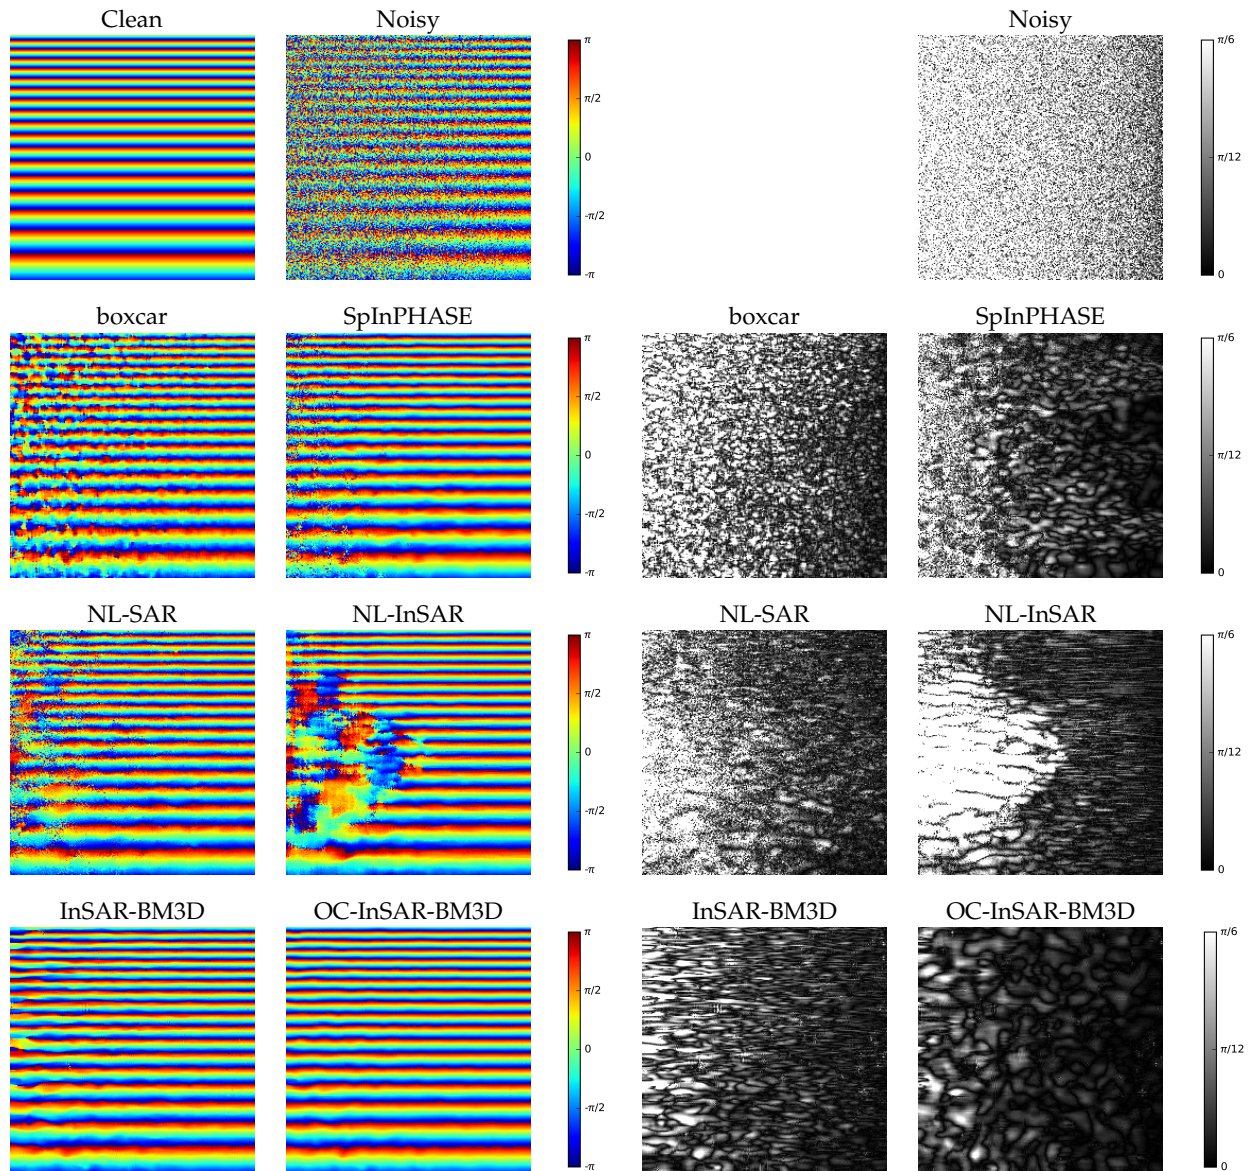 Clean Noisy Noisy
π π/6
π/2
0 π/12
-π/2
-π 0
boxcar SpInPHASE boxcar SpInPHASE
π π/6
π/2
0 π/12
-π/2
-π 0
NL-SAR NL-InSAR NL-SAR NL-InSAR
π π/6
π/2
0 π/12
-π/2
-π 0
InSAR-BM3D OC-InSAR-BM3D InSAR-BM3D OC-InSAR-BM3D
π π/6
π/2
0 π/12
-π/2
-π 0